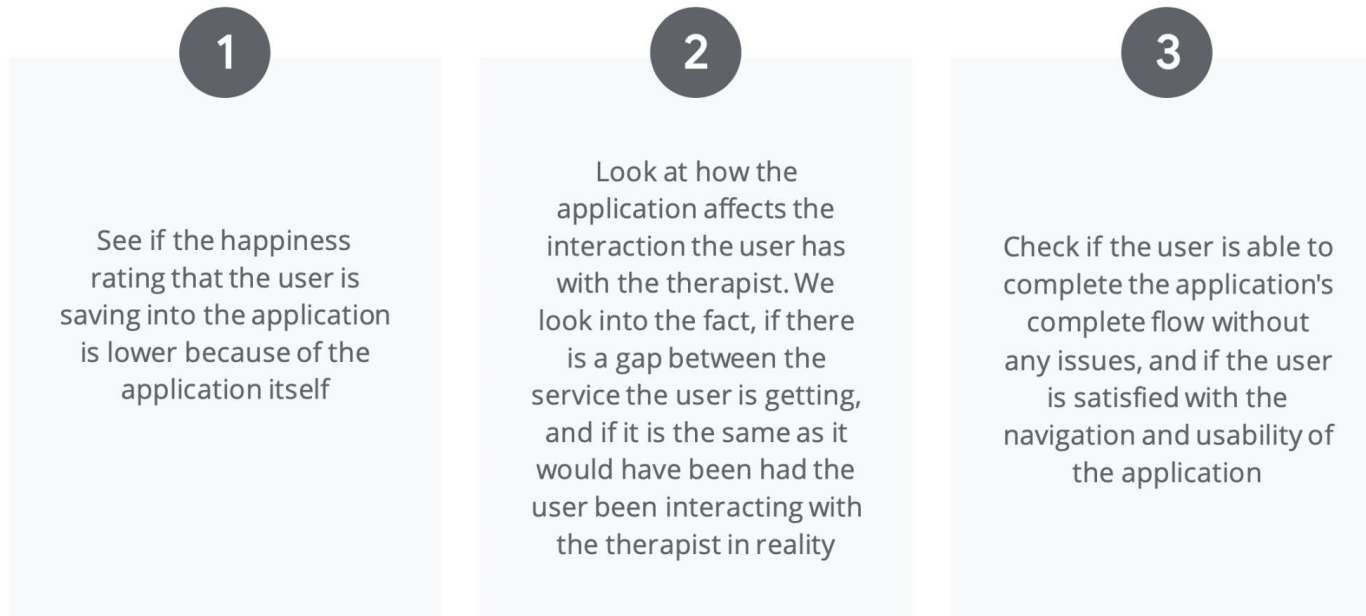 1
See if the happiness
rating that the user is
saving into the application
is lower because of the
application itself
2
Look at how the
application affects the
interaction the user has
with the therapist. We
look into the fact, if there
is a gap between the
service the user is getting,
and if it is the same as it
would have been had the
user been interacting with
the therapist in reality
3
Check if the user is able to
complete the application's
complete flow without
any issues, and if the user
is satisfied with the
navigation and usability of
the application